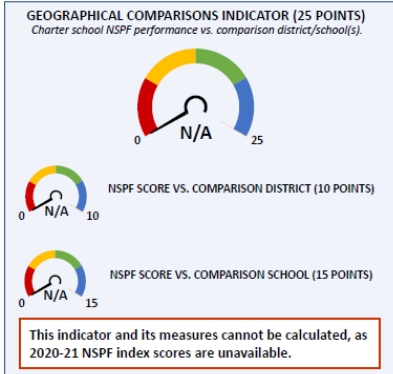 GEOGRAPHICAL COMPARISONS INDICATOR (25 POINTS)
Charter school NSPF performance vs. comparison district/school(s).
N/A
0 25
NSPF SCORE VS. COMPARISON DISTRICT (10 POINTS)
N/A
0 10
NSPF SCORE VS. COMPARISON SCHOOL (15 POINTS)
N/A
0 15
This indicator and its measures cannot be calculated, as
2020-21 NSPF index scores are unavailable.